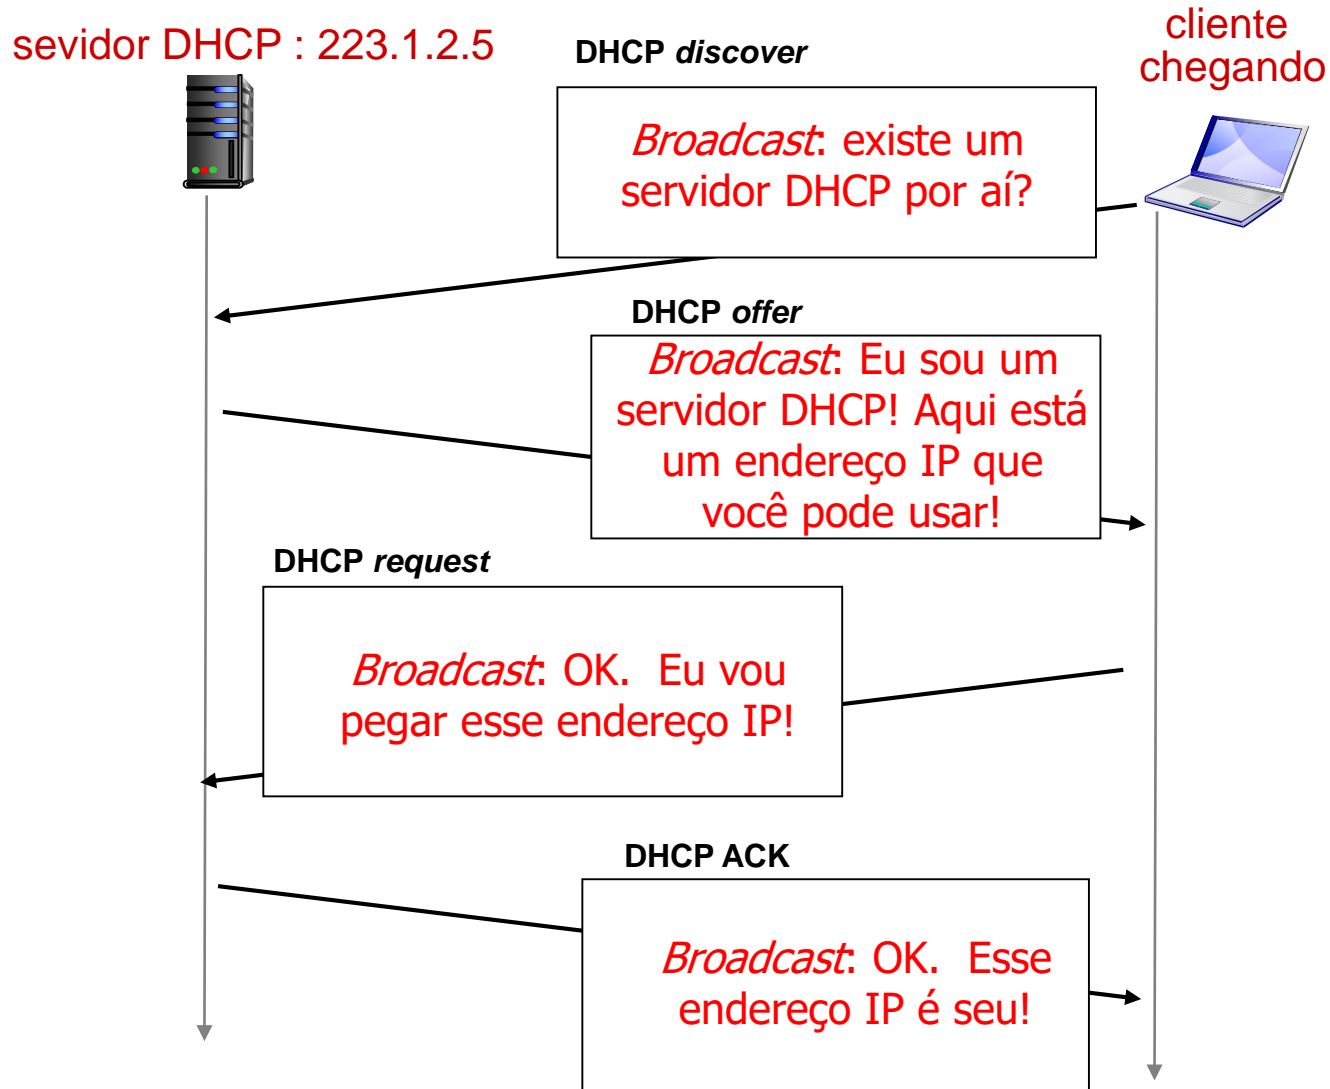 sevidor DHCP : 223.1.2.5
cliente
chegando
DHCP discover
Broadcast: existe um
servidor DHCP por aí?
DHCP offer
Broadcast: Eu sou um
servidor DHCP! Aqui está
um endereço IP que
você pode usar!
DHCP request
Broadcast: OK.  Eu vou
pegar esse endereço IP!
DHCP ACK
Broadcast: OK.  Esse
endereço IP é seu!